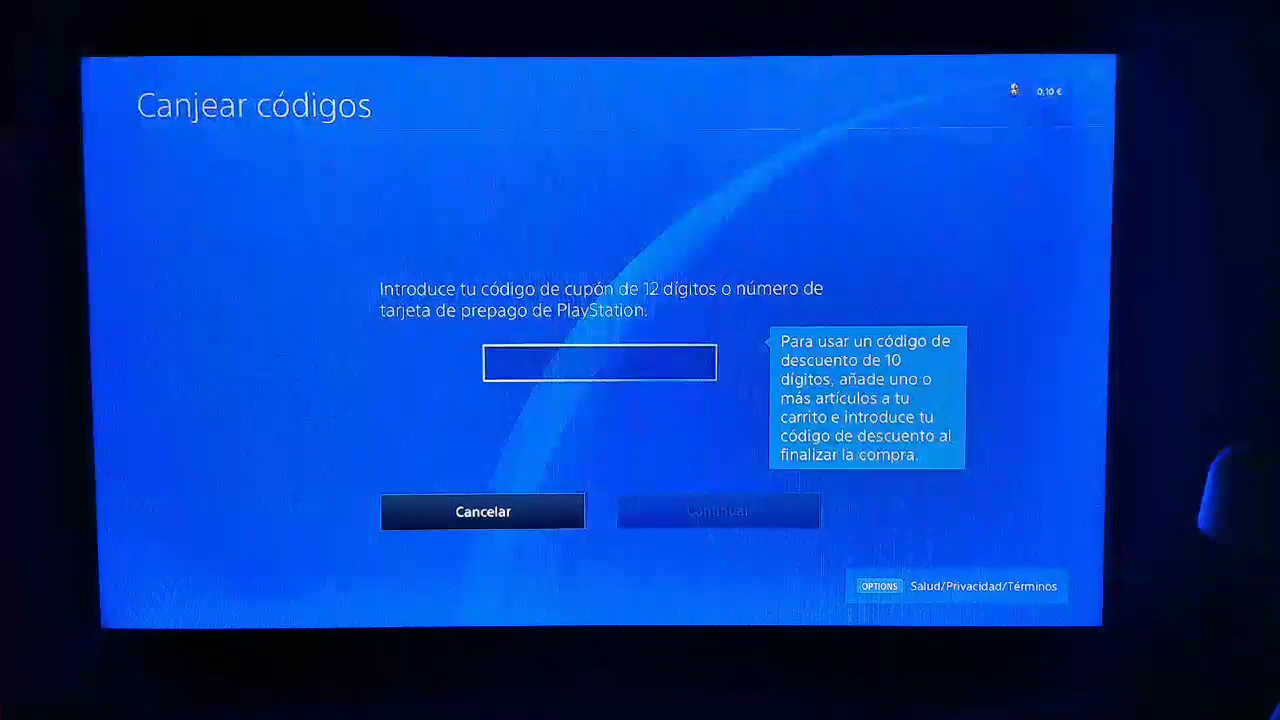 Canjear códigos
0,10 €
Introduce tu código de cupón de 12 dígitos o número de
tarjeta de prepago de PlayStation.
Para usar un código de
descuento de 10
dígitos, añade uno o
más artículos a tu
carrito e introduce tu
código de descuento al
finalizar la compra.
Cancelar
Continuar
OPTIONS Salud/Privacidad/Términos